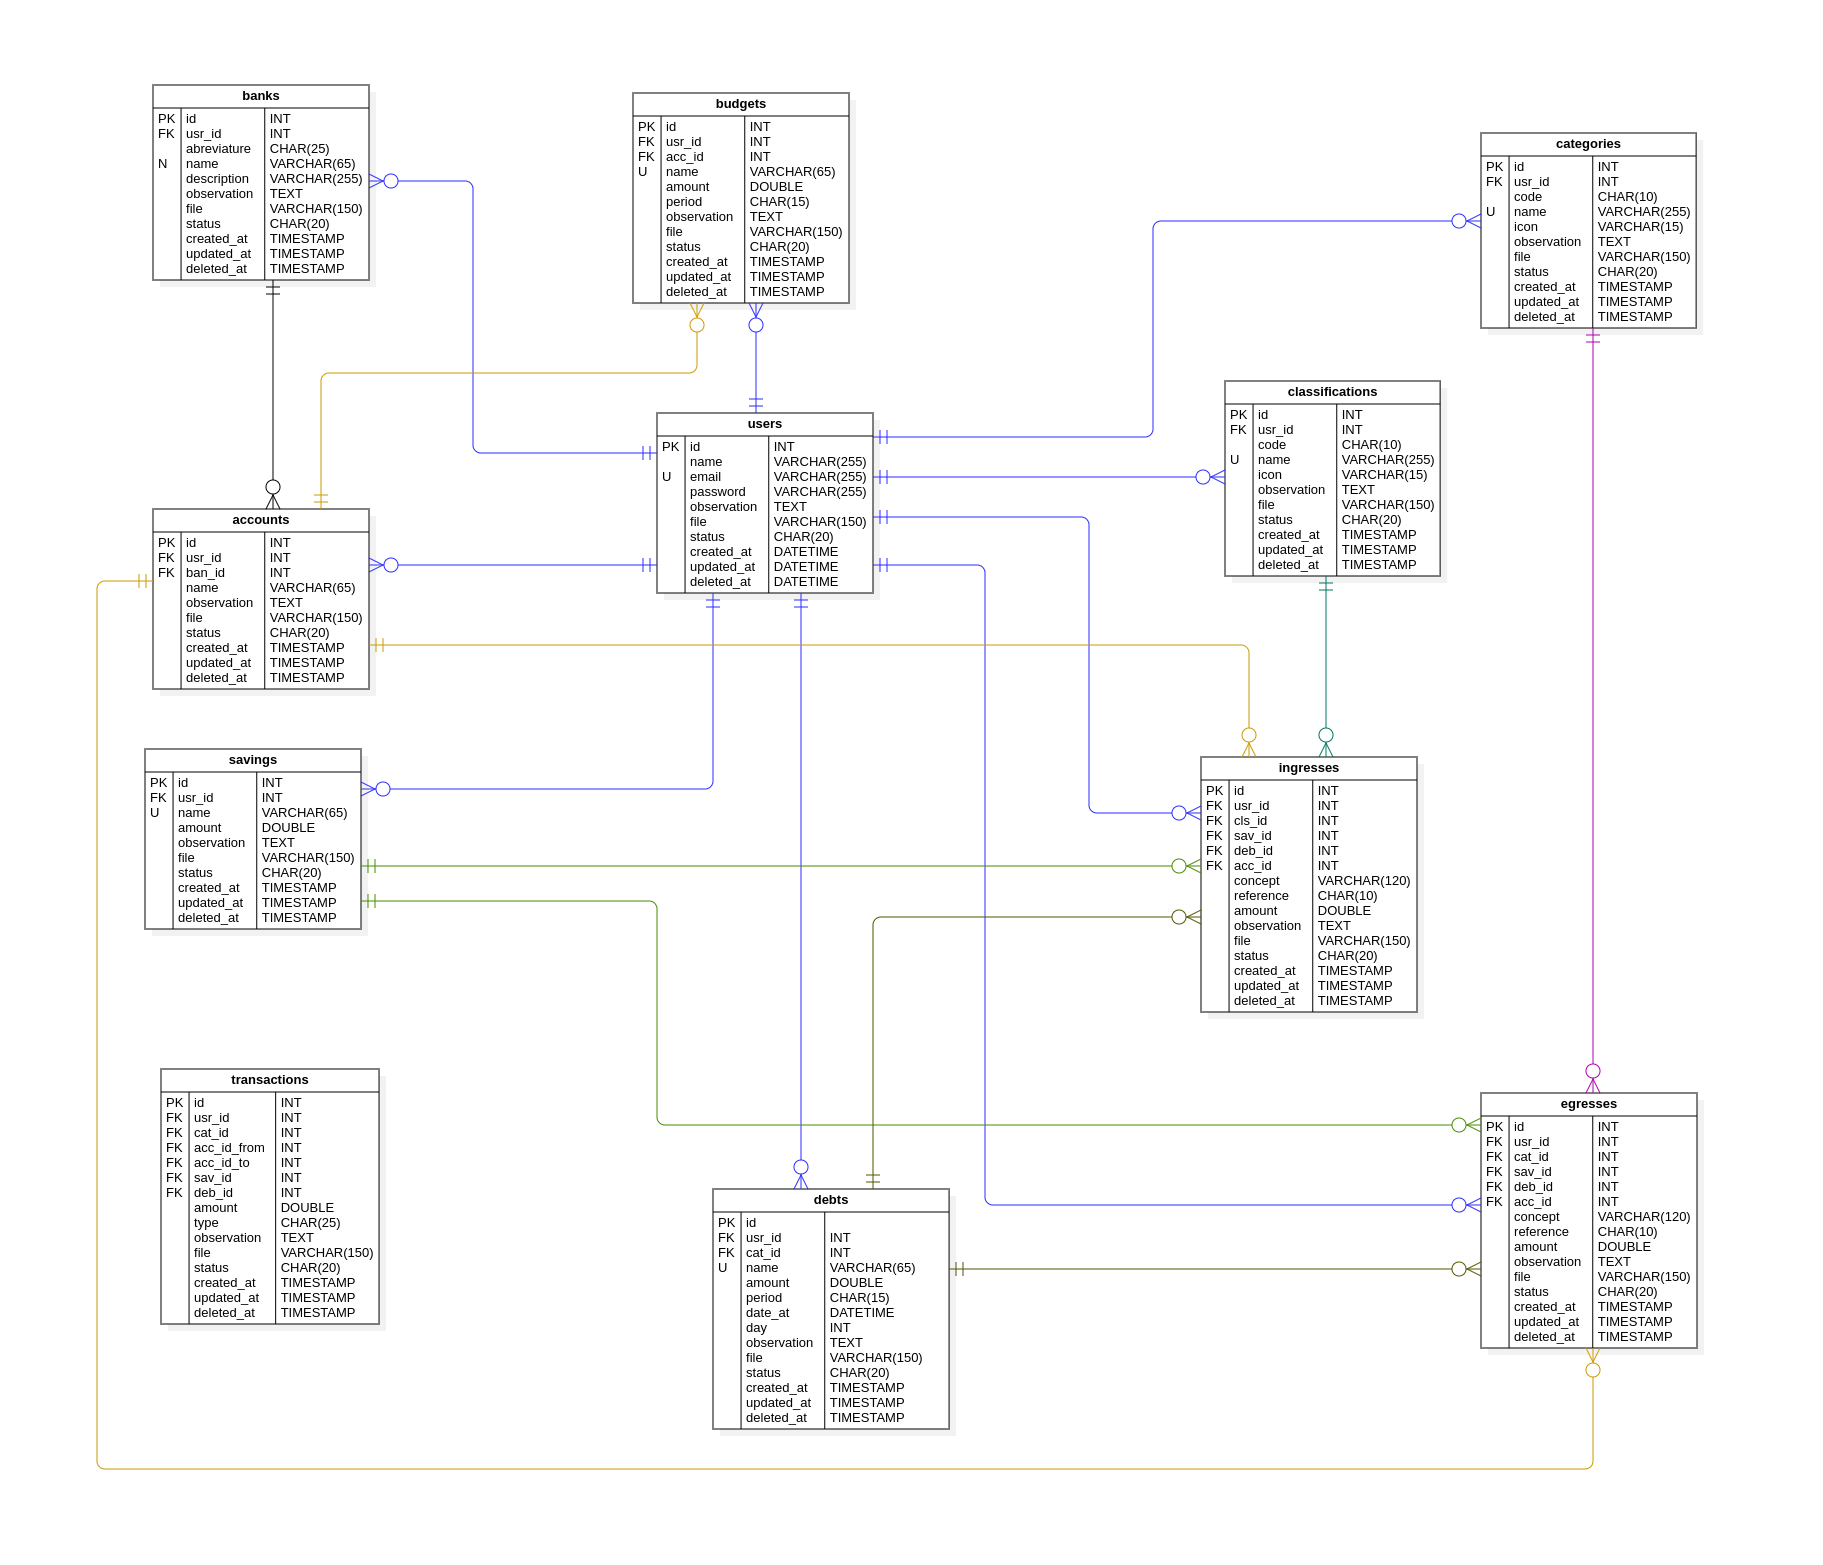 banks
PK id INT
FK usr_id INT
abreviature CHAR(25)
N name VARCHAR(65)
description VARCHAR(255)
observation TEXT
file VARCHAR(150)
status CHAR(20)
created_at TIMESTAMP
updated_at TIMESTAMP
deleted_at TIMESTAMP
budgets
PK id INT
FK usr_id INT
FK acc_id INT
U name VARCHAR(65)
amount DOUBLE
period CHAR(15)
observation TEXT
file VARCHAR(150)
status CHAR(20)
created_at TIMESTAMP
updated_at TIMESTAMP
deleted_at TIMESTAMP
categories
PK id INT
FK usr_id INT
code CHAR(10)
U name VARCHAR(255)
icon VARCHAR(15)
observation TEXT
file VARCHAR(150)
status CHAR(20)
created_at TIMESTAMP
updated_at TIMESTAMP
deleted_at TIMESTAMP
classifications
PK id INT
FK usr_id INT
code CHAR(10)
U name VARCHAR(255)
icon VARCHAR(15)
observation TEXT
file VARCHAR(150)
status CHAR(20)
created_at TIMESTAMP
updated_at TIMESTAMP
deleted_at TIMESTAMP
users
PK id INT
name VARCHAR(255)
U email VARCHAR(255)
password VARCHAR(255)
observation TEXT
file VARCHAR(150)
status CHAR(20)
created_at DATETIME
updated_at DATETIME
deleted_at DATETIME
accounts
PK id INT
FK usr_id INT
FK ban_id INT
name VARCHAR(65)
observation TEXT
file VARCHAR(150)
status CHAR(20)
created_at TIMESTAMP
updated_at TIMESTAMP
deleted_at TIMESTAMP
savings
PK id INT
FK usr_id INT
U name VARCHAR(65)
amount DOUBLE
observation TEXT
file VARCHAR(150)
status CHAR(20)
created_at TIMESTAMP
updated_at TIMESTAMP
deleted_at TIMESTAMP
ingresses
PK id INT
FK usr_id INT
FK cls_id INT
FK sav_id INT
FK deb_id INT
FK acc_id INT
concept VARCHAR(120)
reference CHAR(10)
amount DOUBLE
observation TEXT
file VARCHAR(150)
status CHAR(20)
created_at TIMESTAMP
updated_at TIMESTAMP
deleted_at TIMESTAMP
transactions
PK id INT
FK usr_id INT
FK cat_id INT
FK acc_id_from INT
FK acc_id_to INT
FK sav_id INT
FK deb_id INT
amount DOUBLE
type CHAR(25)
observation TEXT
file VARCHAR(150)
status CHAR(20)
created_at TIMESTAMP
updated_at TIMESTAMP
deleted_at TIMESTAMP
debts
PK id
FK usr_id INT
FK cat_id INT
U name VARCHAR(65)
amount DOUBLE
period CHAR(15)
date_at DATETIME
day INT
observation TEXT
file VARCHAR(150)
status CHAR(20)
created_at TIMESTAMP
updated_at TIMESTAMP
deleted_at TIMESTAMP
egresses
PK id INT
FK usr_id INT
FK cat_id INT
FK sav_id INT
FK deb_id INT
FK acc_id INT
concept VARCHAR(120)
reference CHAR(10)
amount DOUBLE
observation TEXT
file VARCHAR(150)
status CHAR(20)
created_at TIMESTAMP
updated_at TIMESTAMP
deleted_at TIMESTAMP